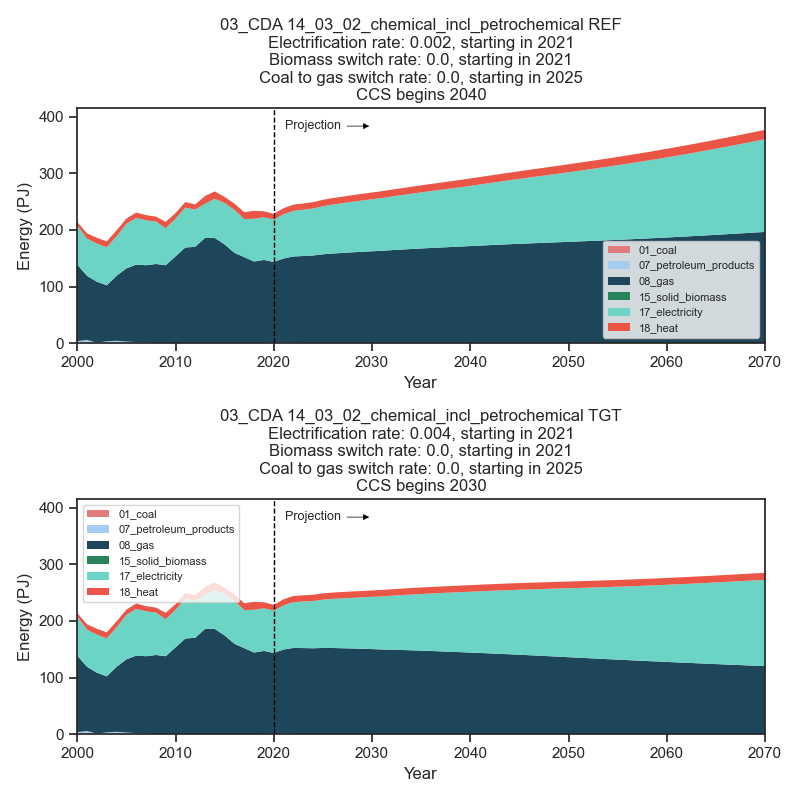 03_CDA 14_03_02_chemical_incl_petrochemical REF
Electrification rate: 0.002, starting in 2021
Biomass switch rate: 0.0, starting in 2021
Coal to gas switch rate: 0.0, starting in 2025
CCS begins 2040
Projection
400
300
200
100
0
Energy (PJ)
01_coal
07_petroleum_products
08_gas
15_solid_biomass
17_electricity
18_heat
2000 2010 2020 2030 2040 2050 2060 2070
Year
03_CDA 14_03_02_chemical_incl_petrochemical TGT
Electrification rate: 0.004, starting in 2021
Biomass switch rate: 0.0, starting in 2021
Coal to gas switch rate: 0.0, starting in 2025
CCS begins 2030
01_coal
07_petroleum_products
08_gas
15_solid_biomass
17_electricity
18_heat
Projection
400
300
200
100
0
Energy (PJ)
2000 2010 2020 2030 2040 2050 2060 2070
Year